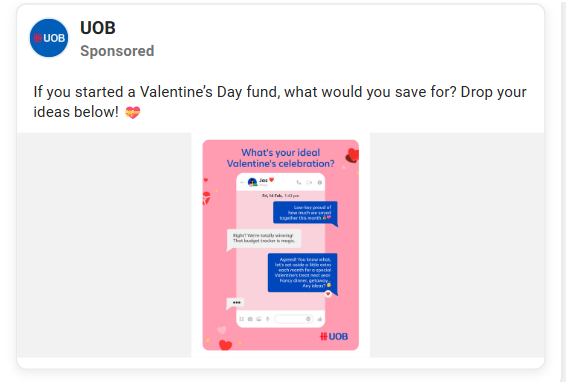 UOB
UOB
Sponsored
If you started a Valentine’s Day fund, what would you save for? Drop your
ideas below! 💝
What's your ideal
Valentine's celebration?
Jas
Fri, 14 Feb, 1:43 pm
Low-key proud of
how much we saved
together this month
Right? We're totally winning!
That budget tracker is magic.
Agreed! You know what,
let's set aside a little extra
each month for a special
Valentine's treat next year.
Fancy dinner, getaway...
Any ideas?
UOB